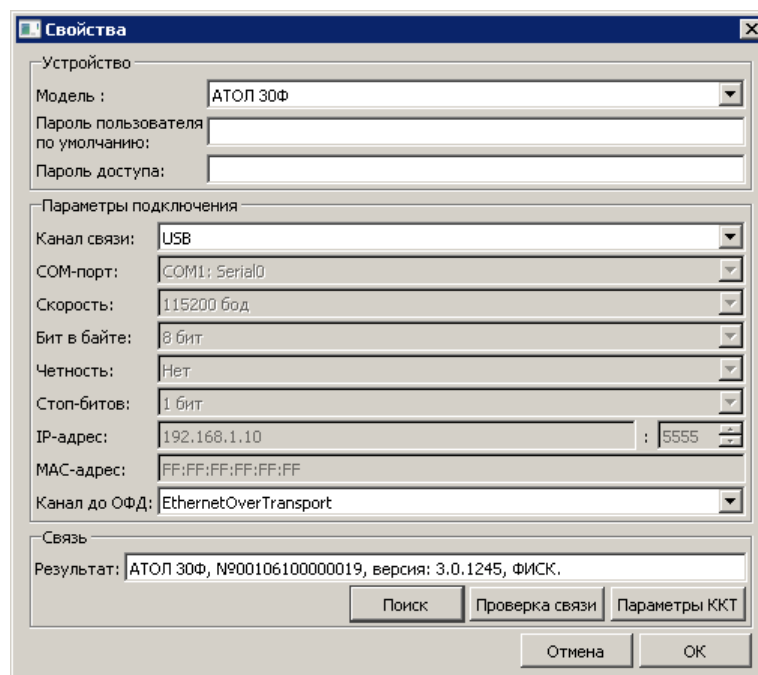 Свойства
Устройство
Модель : АТОЛ 30Ф
Пароль пользователя
по умолчанию:
Пароль доступа:
Параметры подключения
Канал связи: USB
COM-порт: COM1: Serial0
Скорость: 115200 бод
Бит в байте: 8 бит
Четность: Нет
Стоп-битов: 1 бит
IP-адрес: 192.168.1.10 : 5555
MAC-адрес: FF:FF:FF:FF:FF:FF
Канал до ОФД: EthernetOverTransport
Связь
Результат: АТОЛ 30Ф, №00106100000019, версия: 3.0.1245, ФИСК.
Поиск Проверка связи Параметры ККТ
Отмена ОК